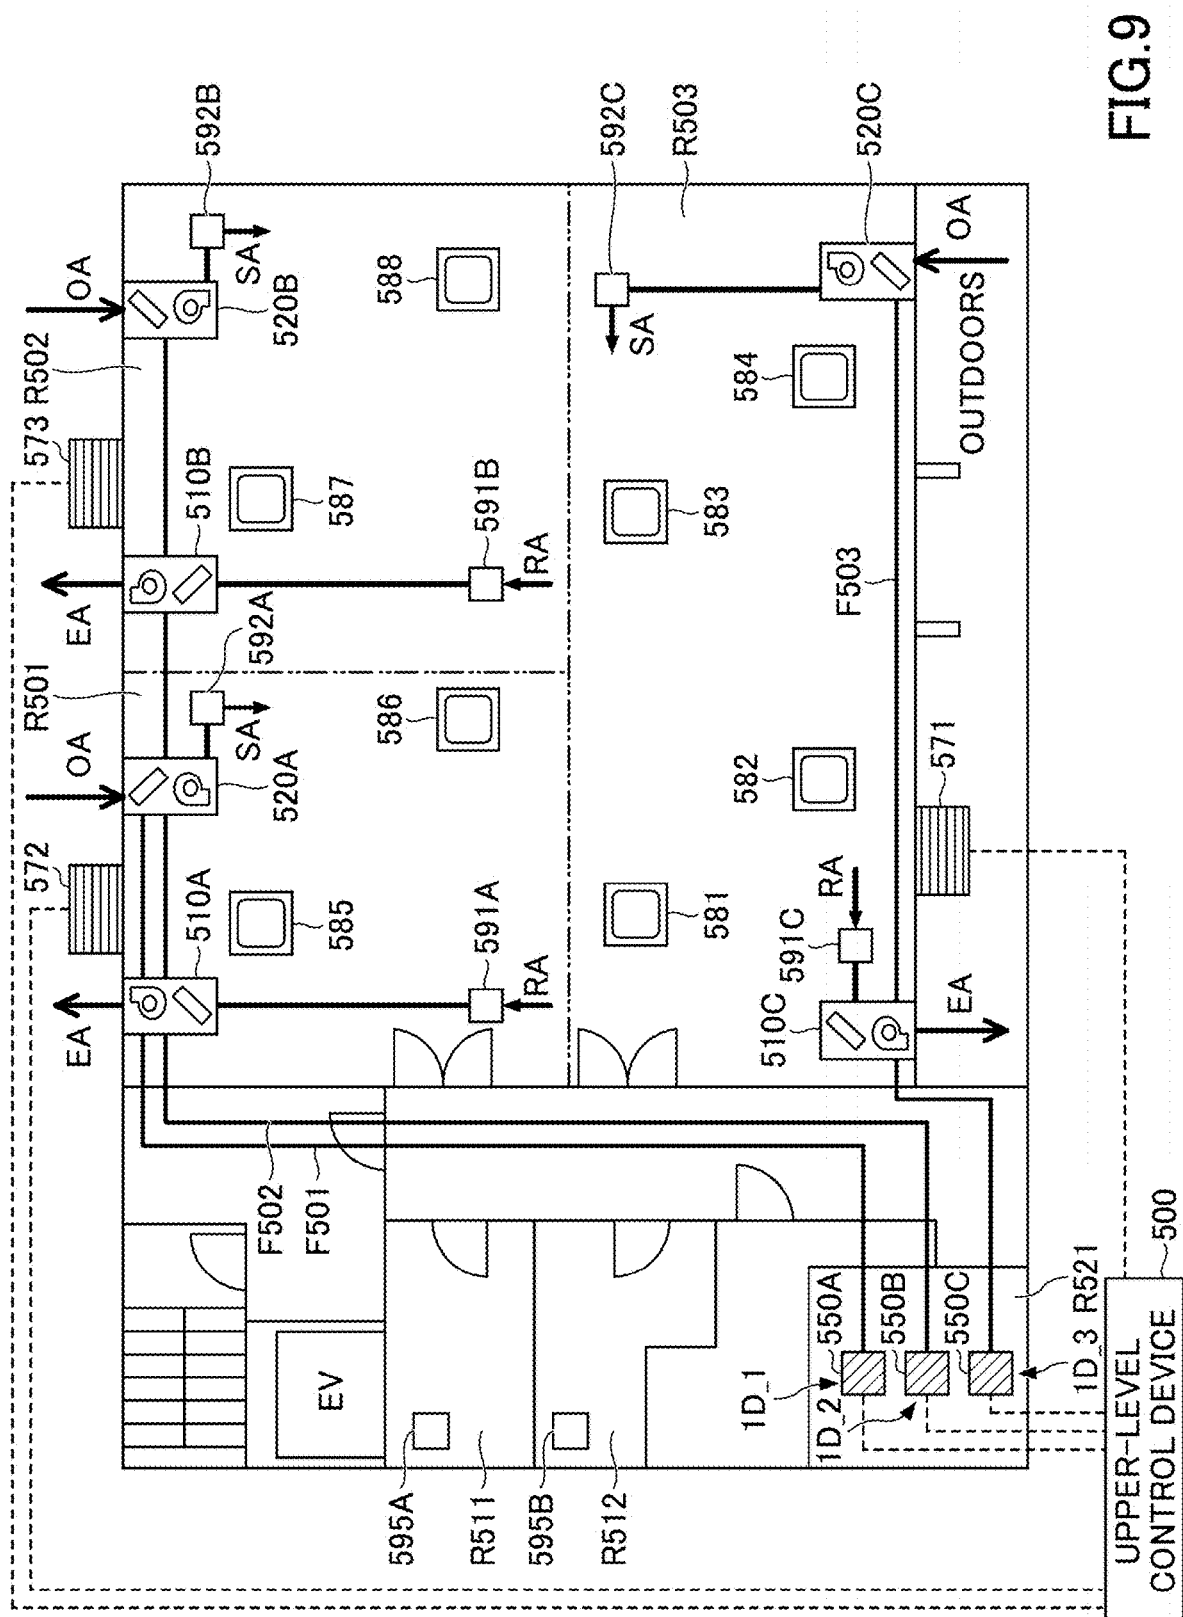 FIG.9
592B
592C
R503
520C
OA
SA
588
520B
OA
573
R502
SA
584
OUTDOORS
OA
510B
587
591B
RA
583
F503
EA
592A
R501
OA
SA
520A
586
582
571
572
510A
585
591A
RA
581
591C
RA
EA
510C
EA
F502
F501
EV
595A
R511
595B
R512
1D_1
1D_2
550A
550B
550C
1D_3
R521
500
UPPER-LEVEL
CONTROL DEVICE